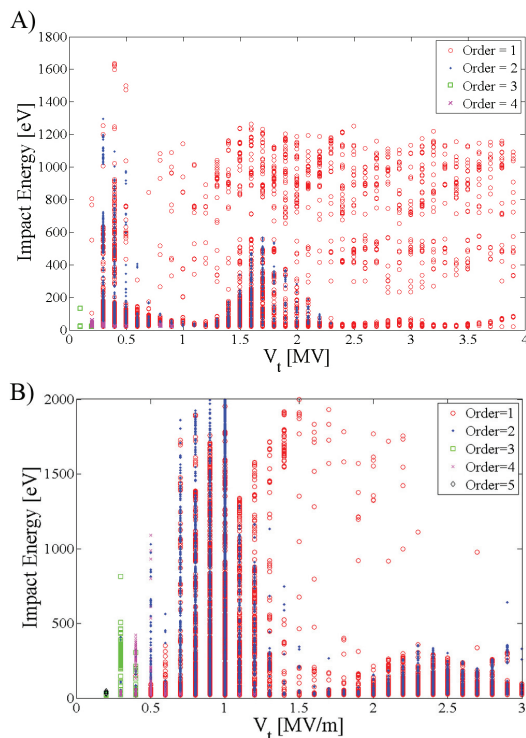 A)
1800
1600
1400
1200
1000
800
600
400
200
0
Impact Energy [eV]
0
0.5
1
1.5
2
2.5
3
3.5
4
V_t [MV]
Order = 1
Order = 2
Order = 3
Order = 4
B)
2000
1500
1000
500
0
Impact Energy [eV]
0
0.5
1
1.5
2
2.5
3
V_t [MV/m]
Order=1
Order=2
Order=3
Order=4
Order=5